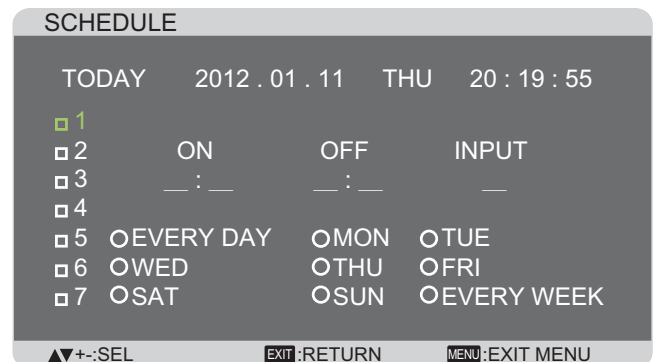 SCHEDULE
TODAY 2012 . 01 . 11 THU 20 : 19 : 55
1
2 ON OFF INPUT
3 __ : __ __ : __ __
4
5 EVERY DAY MON TUE
6 WED THU FRI
7 SAT SUN EVERY WEEK
▲▼+-:SEL EXIT:RETURN MENU:EXIT MENU